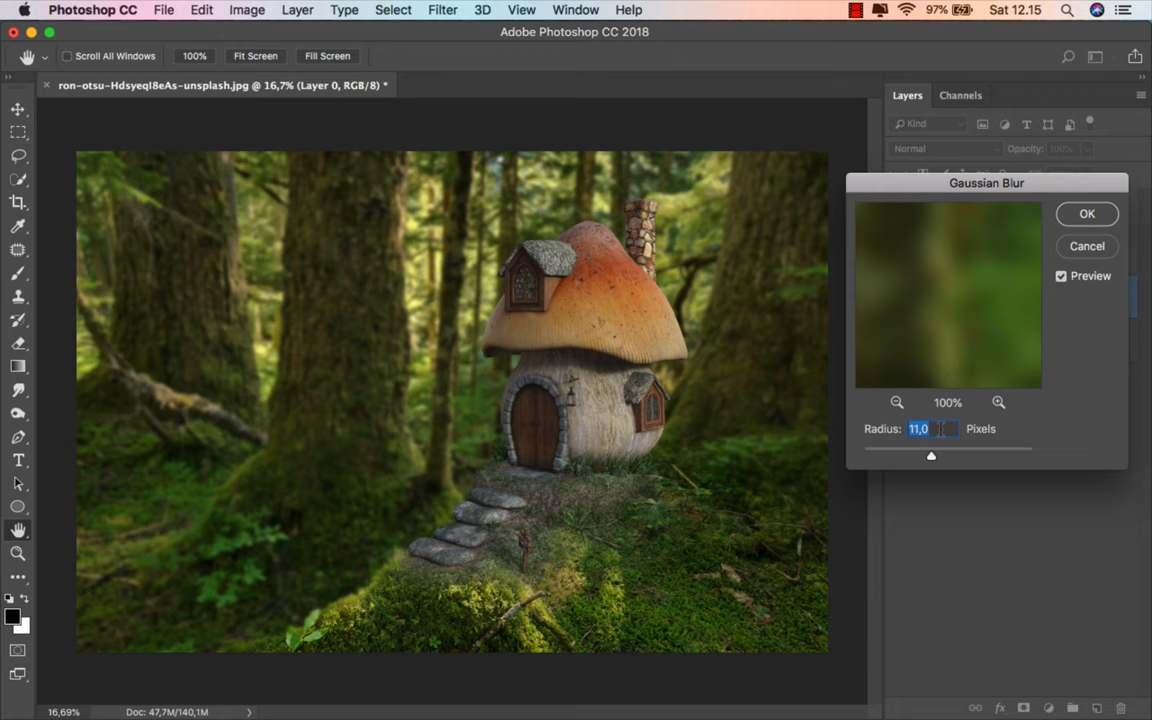 Photoshop CC File Edit Image Layer Type Select Filter 3D View Window Help 97% Sat 12.15
Adobe Photoshop CC 2018
Scroll All Windows 100% Fit Screen Fill Screen
ron-otsu-HdsyeqI8eAs-unsplash.jpg @ 16,7% (Layer 0, RGB/8) *
Layers Channels
Kind
Normal Opacity: 100%
Gaussian Blur
OK
Cancel
Preview
100%
Radius: 11,0 Pixels
16,69% Doc: 47,7M/140,1M